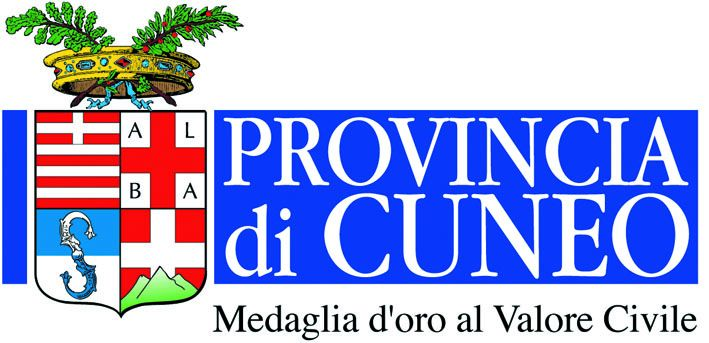 A L
B A
PROVINCIA
di CUNEO
Medaglia d'oro al Valore Civile